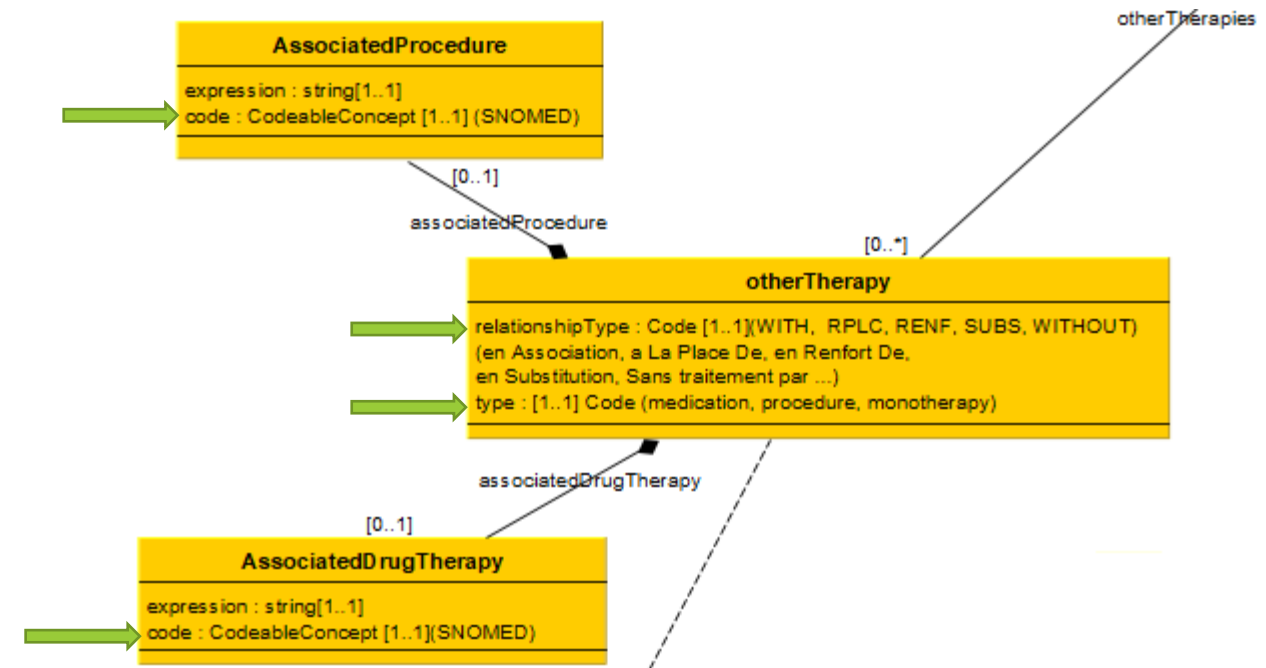 otherTherapies
AssociatedProcedure
expression : string[1..1]
code : CodeableConcept [1..1] (SNOMED)
[0..1]
associatedProcedure
[0..*]
otherTherapy
relationshipType : Code [1..1](WITH, RPLC, RENF, SUBS, WITHOUT)
(en Association, a La Place De, en Renfort De,
en Substitution, Sans traitement par ...)
type : [1..1] Code (medication, procedure, monotherapy)
associatedDrugTherapy
[0..1]
AssociatedDrugTherapy
expression : string[1..1]
code : CodeableConcept [1..1](SNOMED)